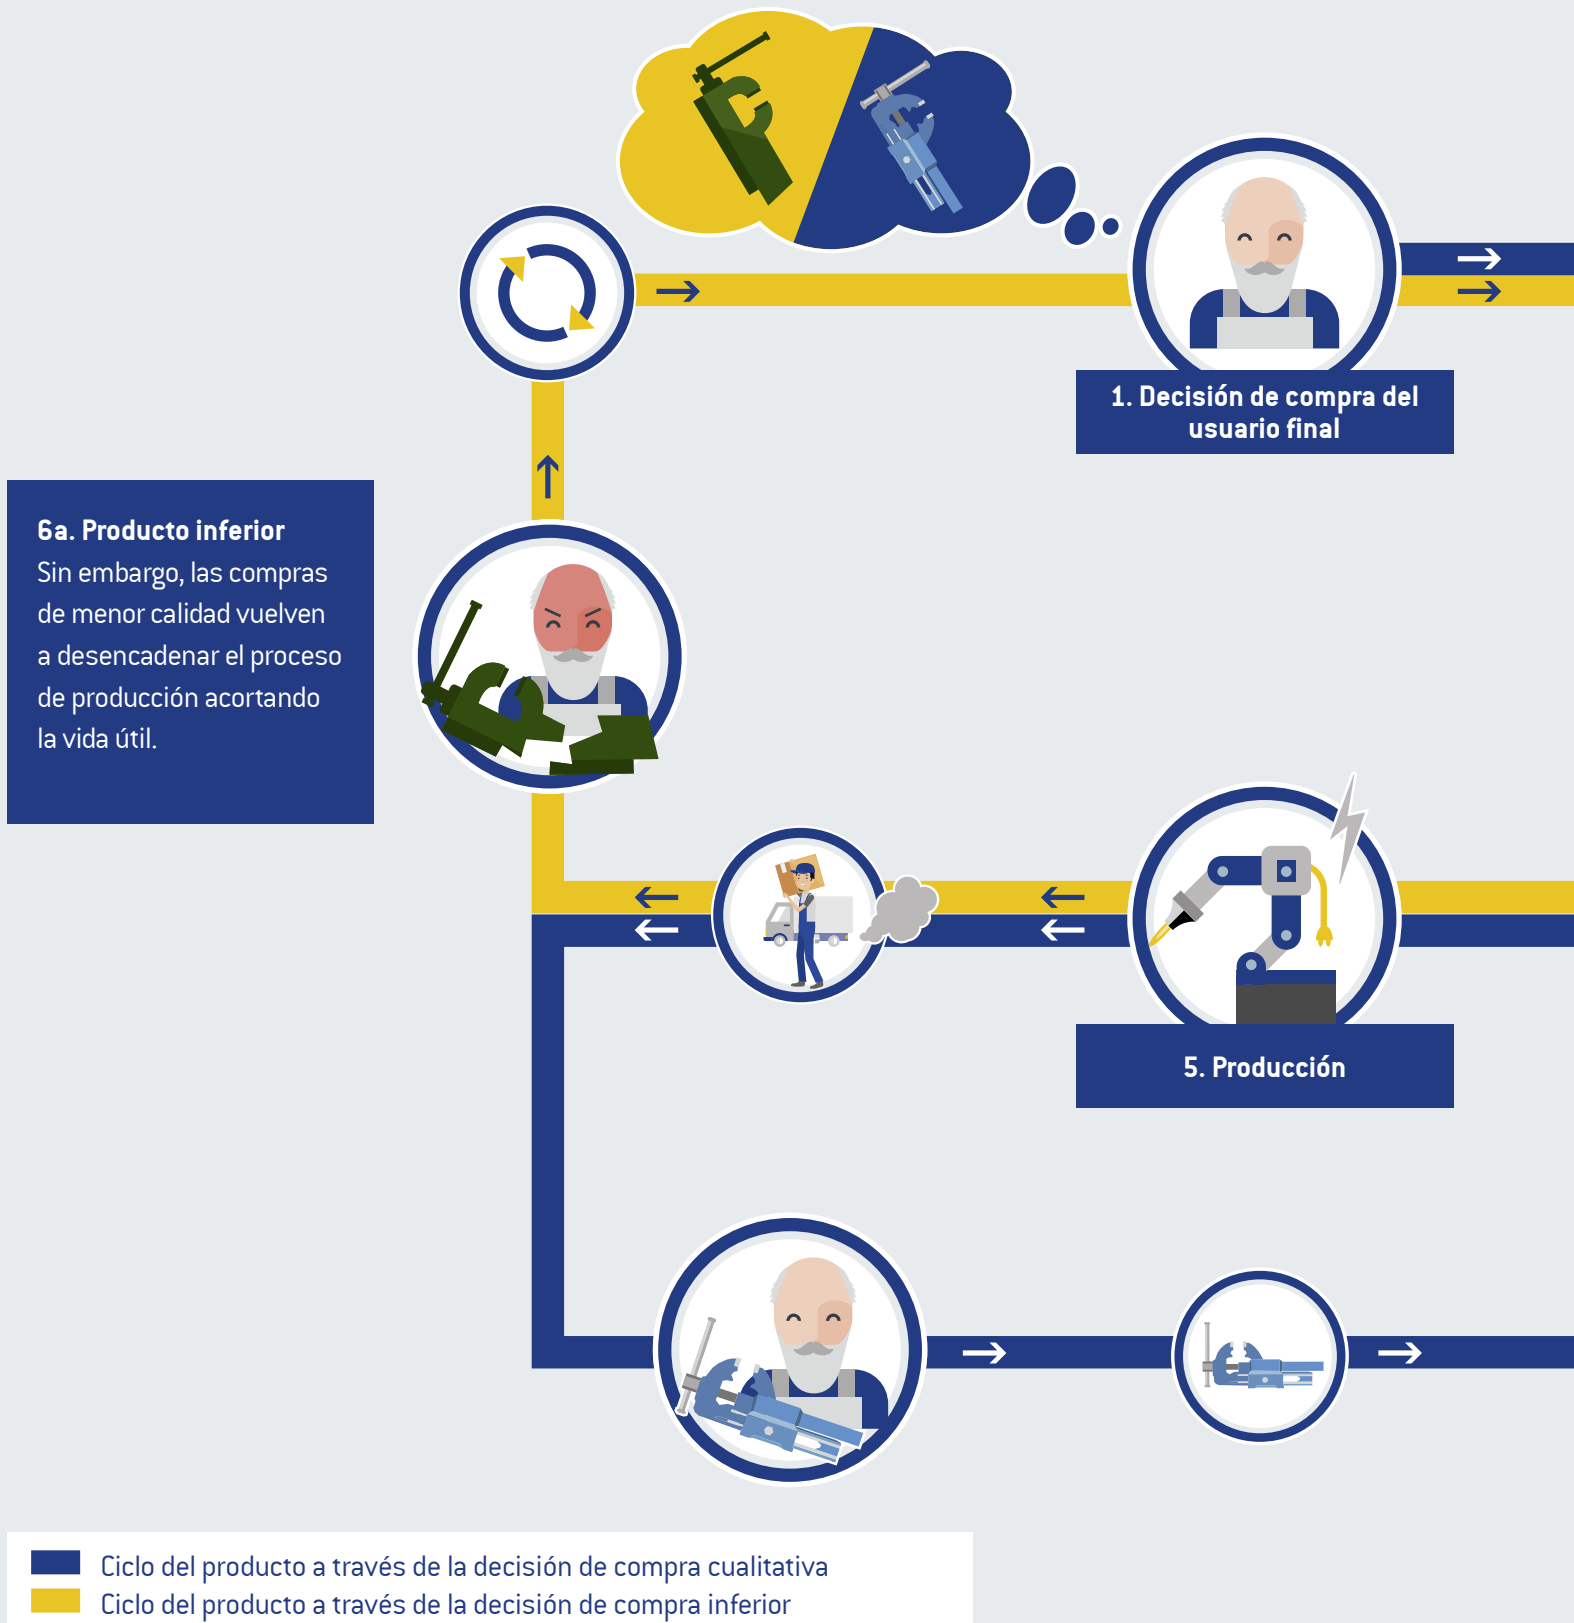 1. Decisión de compra del
usuario final
6a. Producto inferior
Sin embargo, las compras
de menor calidad vuelven
a desencadenar el proceso
de producción acortando
la vida útil.
5. Producción
Ciclo del producto a través de la decisión de compra cualitativa
Ciclo del producto a través de la decisión de compra inferior